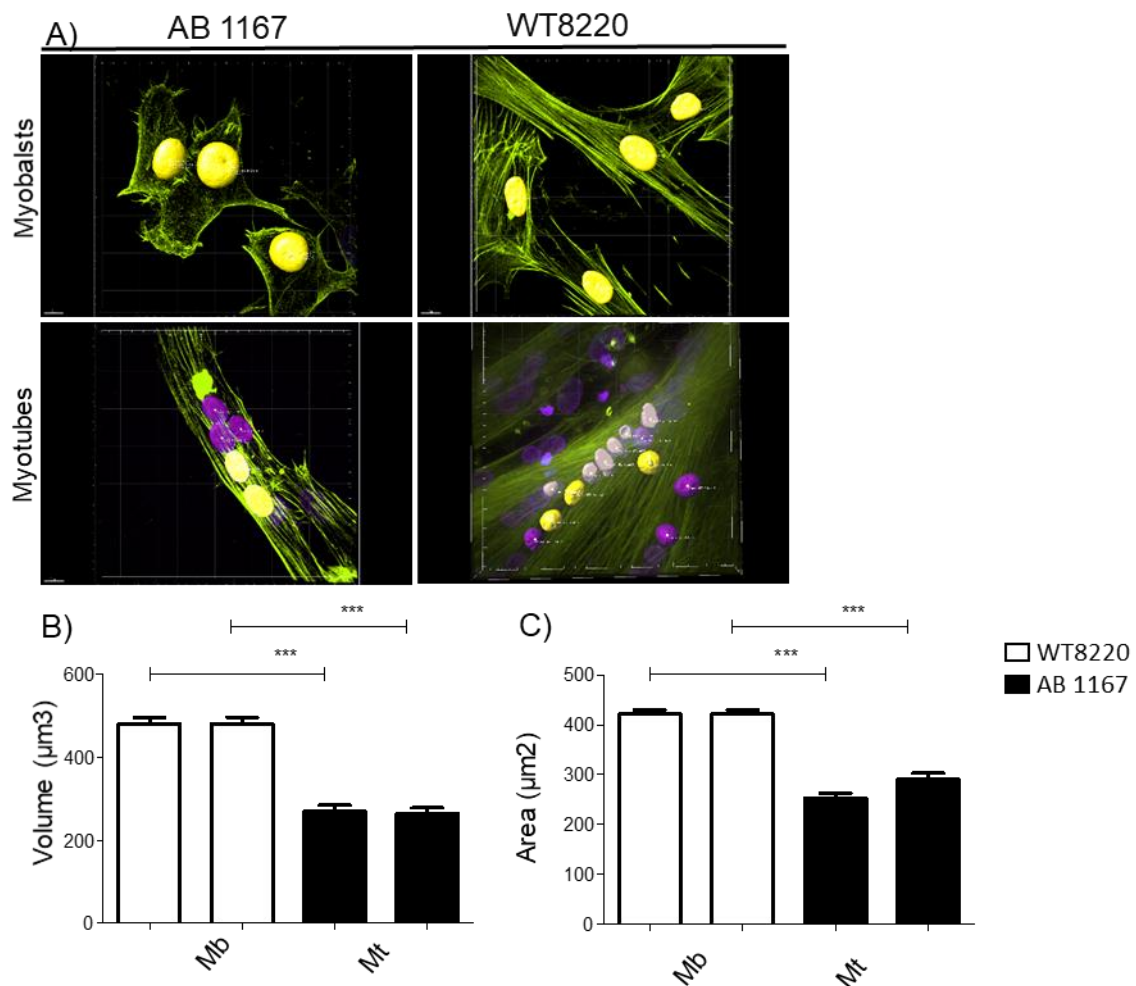 A)
AB 1167
WT8220
Myobalsts
Myotubes
B)
***
***
Volume (µm3)
600
400
200
0
Mb
Mt
C)
***
***
Area (µm2)
500
400
300
200
100
0
Mb
Mt
WT8220
AB 1167